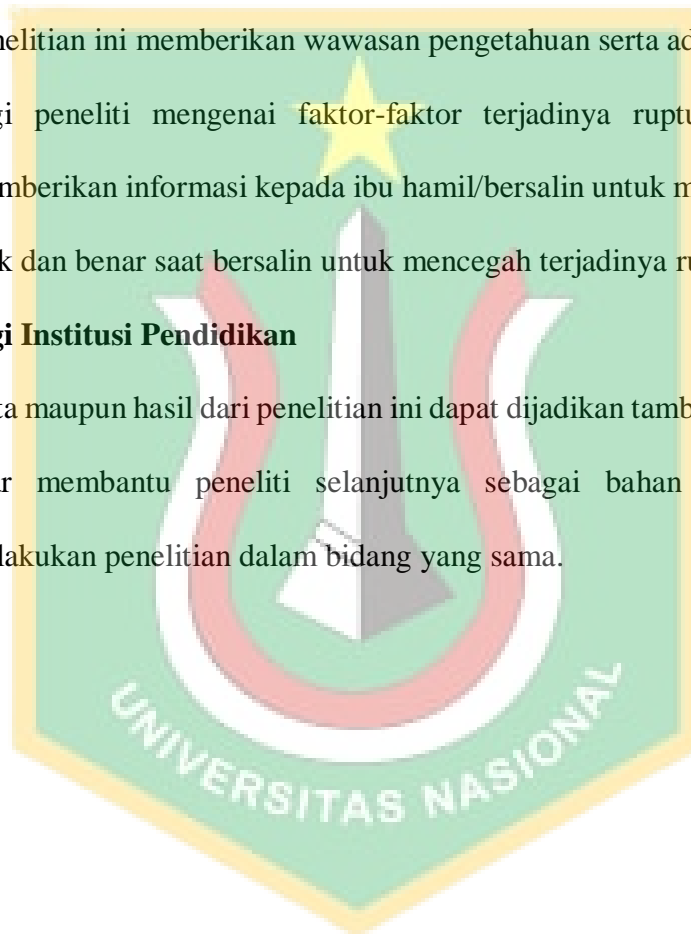 nelitian ini memberikan wawasan pengetahuan serta ad
gi peneliti mengenai faktor-faktor terjadinya ruptu
mberikan informasi kepada ibu hamil/bersalin untuk m
k dan benar saat bersalin untuk mencegah terjadinya ru
gi Institusi Pendidikan
ta maupun hasil dari penelitian ini dapat dijadikan tamb
ar membantu peneliti selanjutnya sebagai bahan
lakukan penelitian dalam bidang yang sama.
UNIVERSITAS NASIONAL